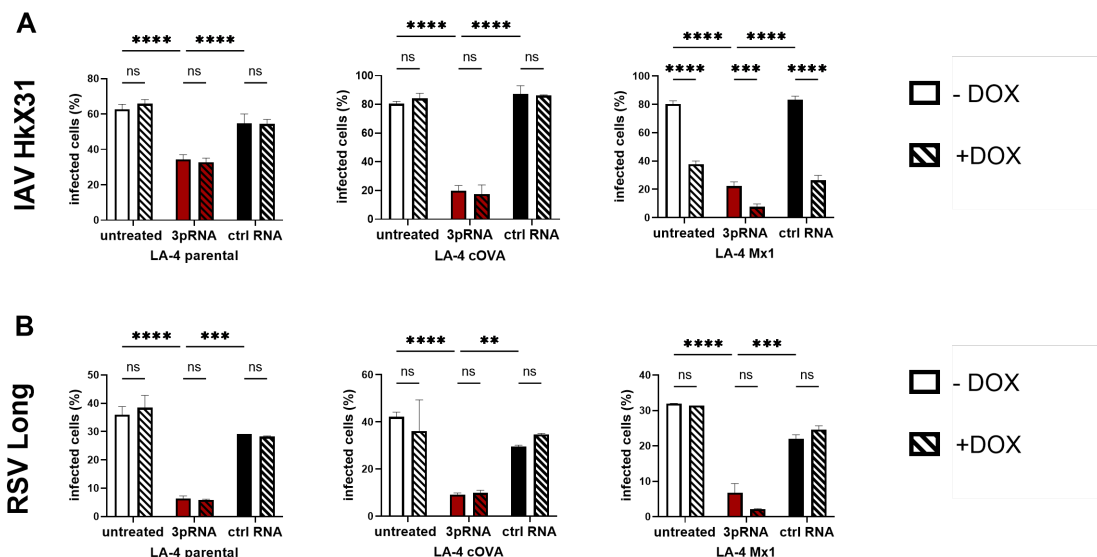 A
IAV HkX31
infected cells (%)
80
60
40
20
0
**** ****
ns ns ns
untreated 3pRNA ctrl RNA
LA-4 parental
infected cells (%)
100
80
60
40
20
0
**** ****
ns ns ns
untreated 3pRNA ctrl RNA
LA-4 cOVA
infected cells (%)
100
80
60
40
20
0
**** ****
**** *** ****
untreated 3pRNA ctrl RNA
LA-4 Mx1
- DOX
+DOX
B
RSV Long
infected cells (%)
50
40
30
20
10
0
**** ***
ns ns ns
untreated 3pRNA ctrl RNA
LA-4 parental
infected cells (%)
60
40
20
0
**** **
ns ns ns
untreated 3pRNA ctrl RNA
LA-4 cOVA
infected cells (%)
40
30
20
10
0
**** ***
ns ns ns
untreated 3pRNA ctrl RNA
LA-4 Mx1
- DOX
+DOX